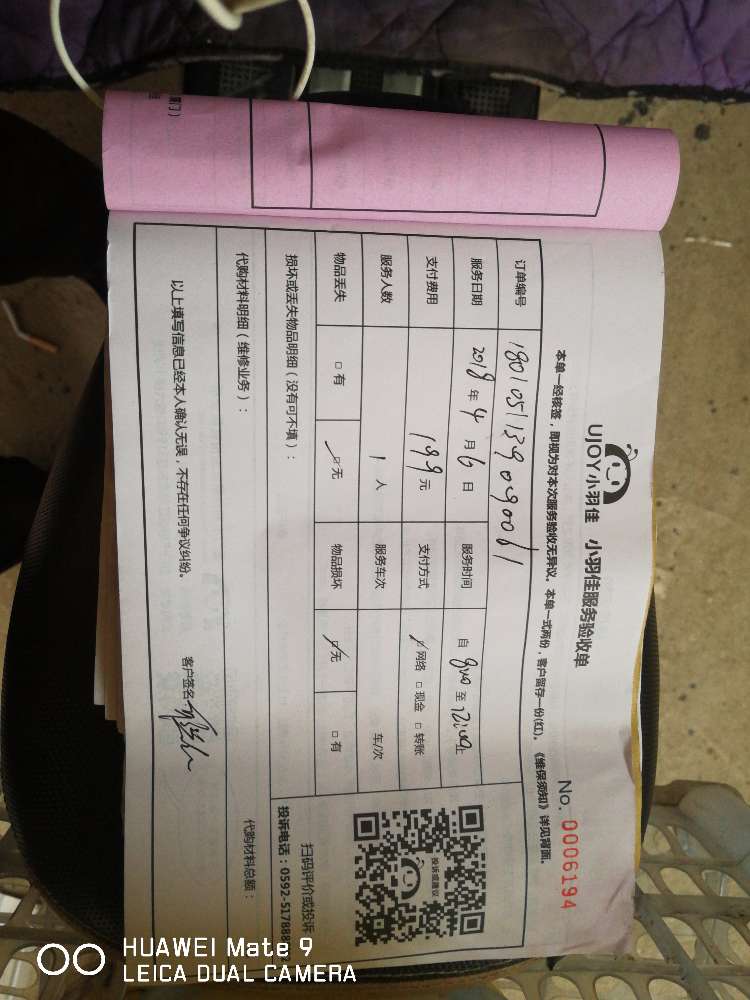 UJOY小羽佳 小羽佳服务验收单
No. 0006194
本单一经核签,即视为对本次服务验收无异议。本单一式两份,客户留存一份(红)。《维保须知》详见背面。
订单编号
服务日期 2018 年 4 月 6 日 服务时间 自 至 止
支付费用 199 元 支付方式 ☑网络 □现金 □转账
服务人数 1 人 服务车次 车/次
物品丢失 □有 ☑无 物品损坏 ☑无 □有
损坏或丢失物品明细(没有可不填):
投诉或建议
扫码评价或投诉
投诉电话:0592-517888
代购材料明细(维修业务):
代购材料总额:
以上填写信息已经本人确认无误,不存在任何争议纠纷。
客户签名
HUAWEI Mate 9
LEICA DUAL CAMERA